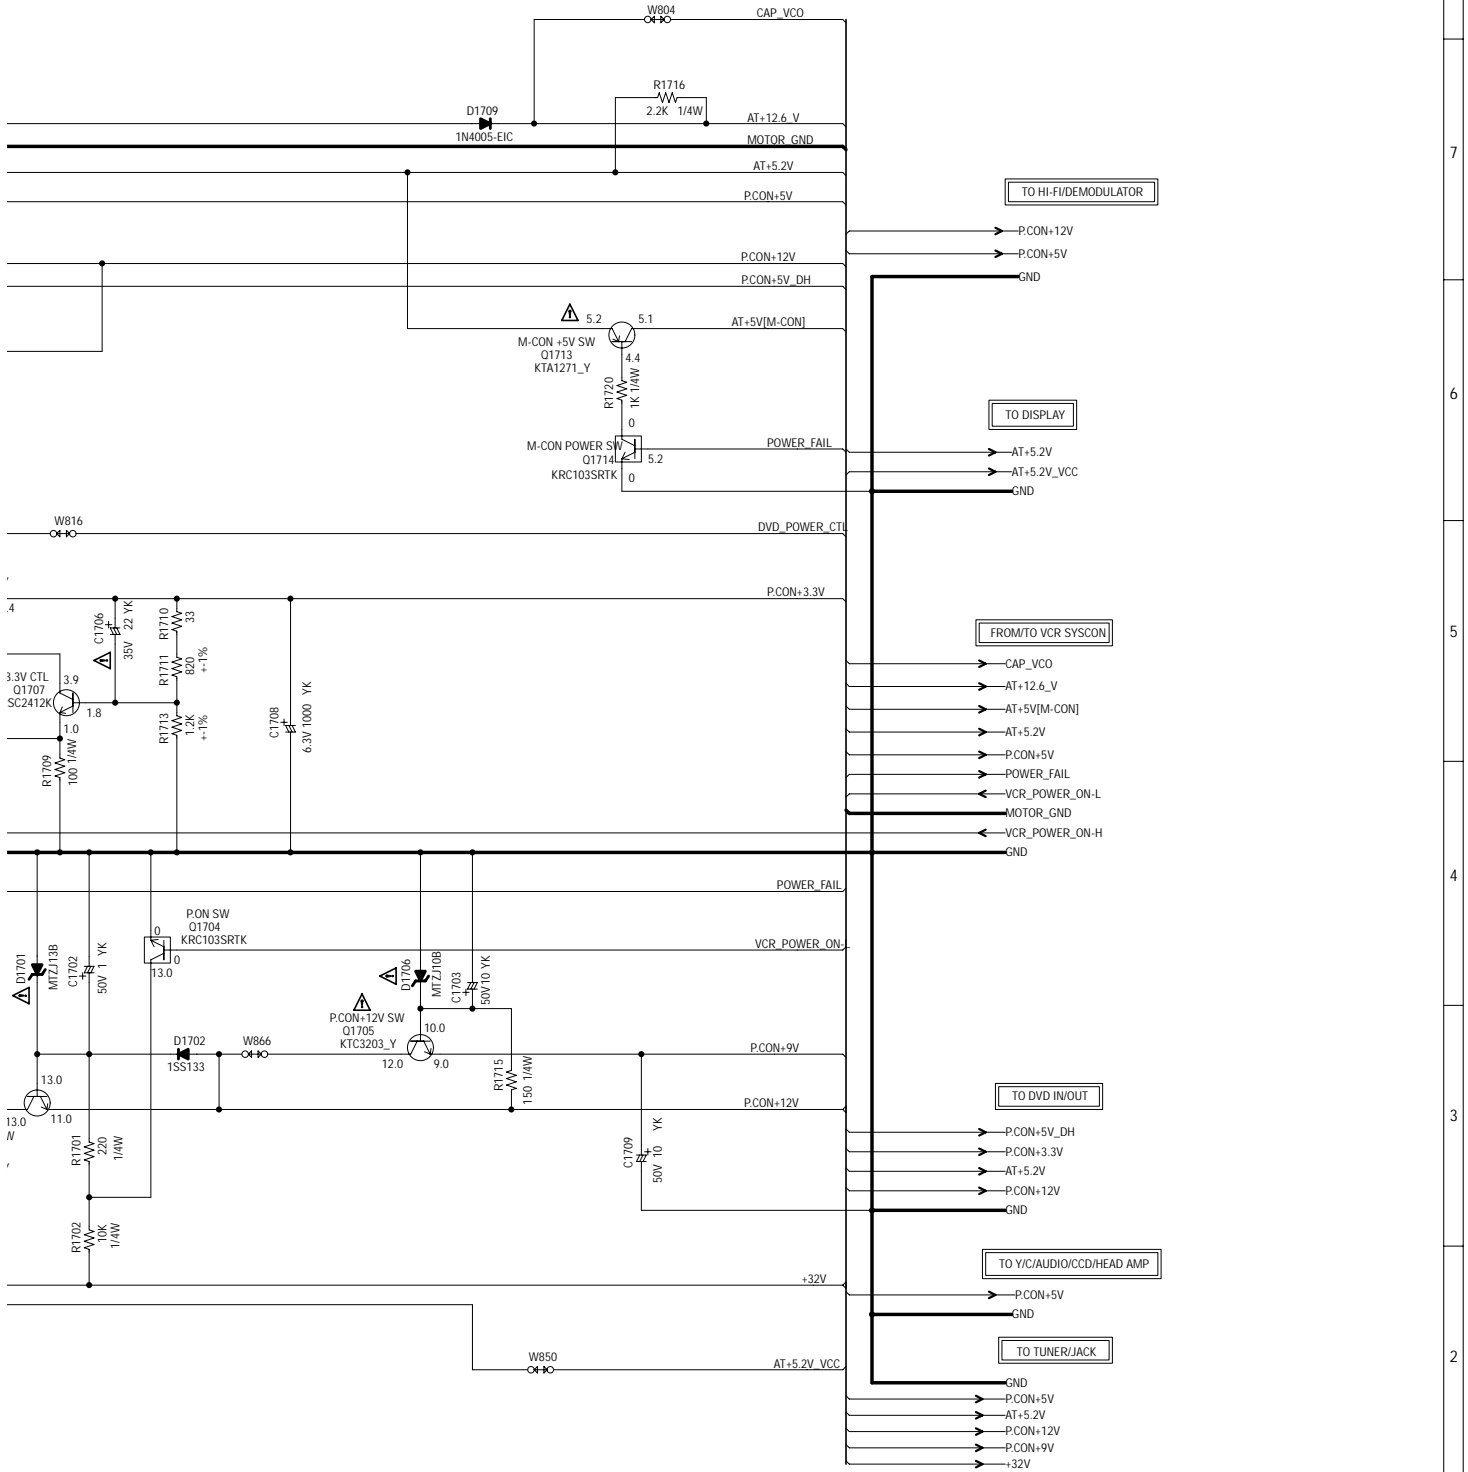 W804
CAP_VCO
R1716
2.2K 1/4W
D1709
1N4005-EIC
AT+12.6_V
MOTOR_GND
7
AT+5.2V
P.CON+5V
TO HI-FI/DEMODULATOR
P.CON+12V
P.CON+5V
GND
P.CON+12V
P.CON+5V_DH
5.2
5.1
AT+5V[M-CON]
M-CON +5V SW
Q1713
KTA1271_Y
4.4
R1720
1K 1/4W
6
TO DISPLAY
0
M-CON POWER SW
Q1714
KRC103SRTK
5.2
0
POWER_FAIL
AT+5.2V
AT+5.2V_VCC
GND
W816
DVD_POWER_CTL
P.CON+3.3V
.4
C1706
35V 22 YK
R1710
33
R1711
820
+-1%
R1713
1.2K
+-1%
C1708
6.3V 1000 YK
3.3V CTL
Q1707
SC2412K
3.9
1.8
1.0
R1709
100 1/4W
5
FROM/TO VCR SYSCON
CAP_VCO
AT+12.6_V
AT+5V[M-CON]
AT+5.2V
P.CON+5V
POWER_FAIL
VCR_POWER_ON-L
MOTOR_GND
VCR_POWER_ON-H
GND
4
POWER_FAIL
P.ON SW
Q1704
KRC103SRTK
0
0
13.0
VCR_POWER_ON-L
D1701
MTZJ13B
C1702
50V 1 YK
D1706
MTZJ10B
C1703
50V10 YK
P.CON+12V SW
Q1705
KTC3203_Y
10.0
12.0
9.0
D1702
1SS133
W866
P.CON+9V
R1715
150 1/4W
13.0
13.0
11.0
W
P.CON+12V
R1701
220
1/4W
R1702
10K
1/4W
C1709
50V 10 YK
3
TO DVD IN/OUT
P.CON+5V_DH
P.CON+3.3V
AT+5.2V
P.CON+12V
GND
TO Y/C/AUDIO/CCD/HEAD AMP
P.CON+5V
GND
+32V
W850
AT+5.2V_VCC
2
TO TUNER/JACK
GND
P.CON+5V
AT+5.2V
P.CON+12V
P.CON+9V
+32V